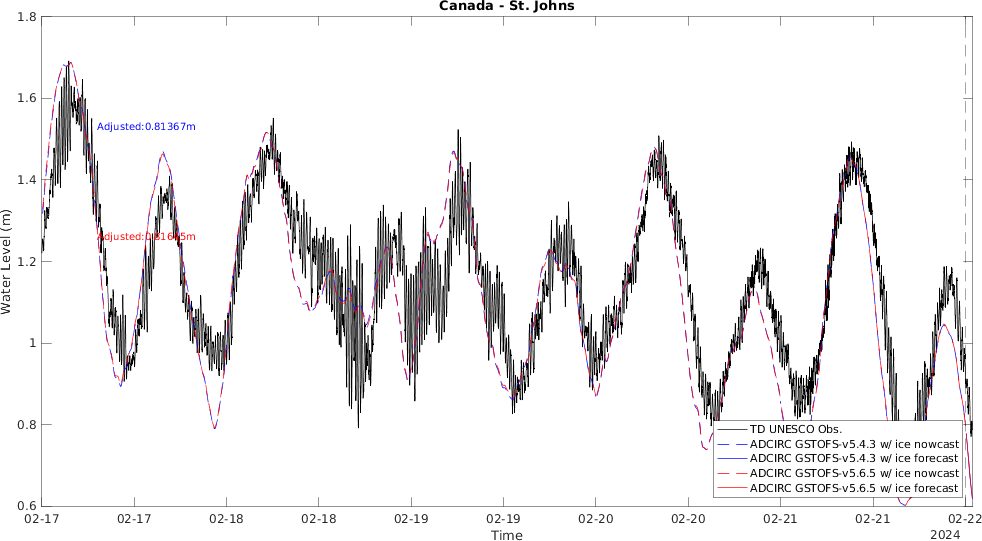 Canada - St. Johns
1.8
1.6
1.4
1.2
1
0.8
0.6
Water Level (m)
Adjusted:0.81367m
TD UNESCO Obs.
ADCIRC GSTOFS-v5.4.3 w/ ice nowcast
ADCIRC GSTOFS-v5.4.3 w/ ice forecast
ADCIRC GSTOFS-v5.6.5 w/ ice nowcast
ADCIRC GSTOFS-v5.6.5 w/ ice forecast
02-17 02-17 02-18 02-18 02-19 02-19 02-20 02-20 02-21 02-21 02-22
Time
2024